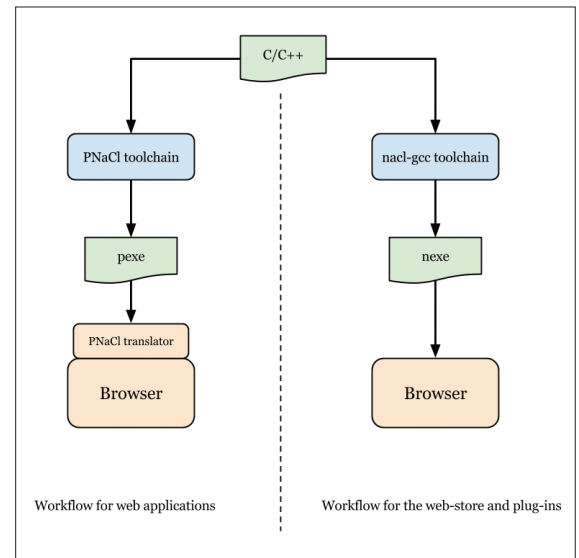 C/C++
PNaCl toolchain
nacl-gcc toolchain
pexe
nexe
PNaCl translator
Browser
Browser
Workflow for web applications
Workflow for the web-store and plug-ins